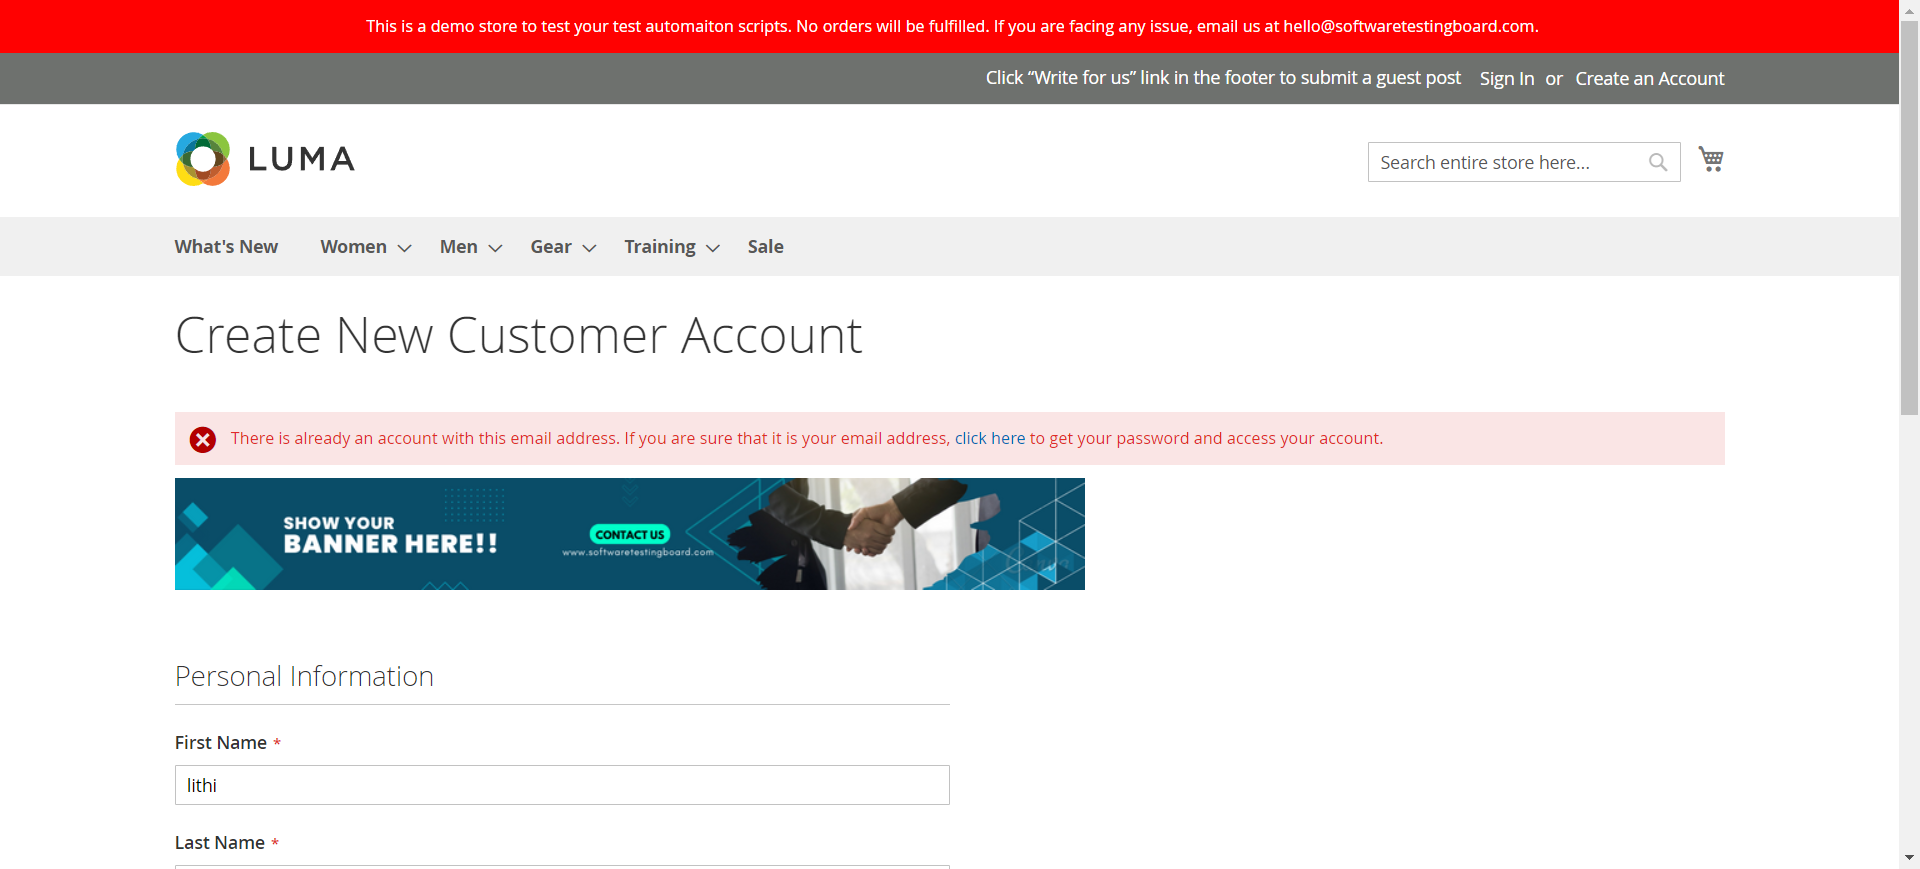 This is a demo store to test your test automaiton scripts. No orders will be fulfilled. If you are facing any issue, email us at hello@softwaretestingboard.com.
Click “Write for us” link in the footer to submit a guest post Sign In or Create an Account
LUMA
Search entire store here...
What's New Women Men Gear Training Sale
Create New Customer Account
There is already an account with this email address. If you are sure that it is your email address, click here to get your password and access your account.
SHOW YOUR
BANNER HERE!!
CONTACT US
www.softwaretestingboard.com
Personal Information
First Name *
lithi
Last Name *